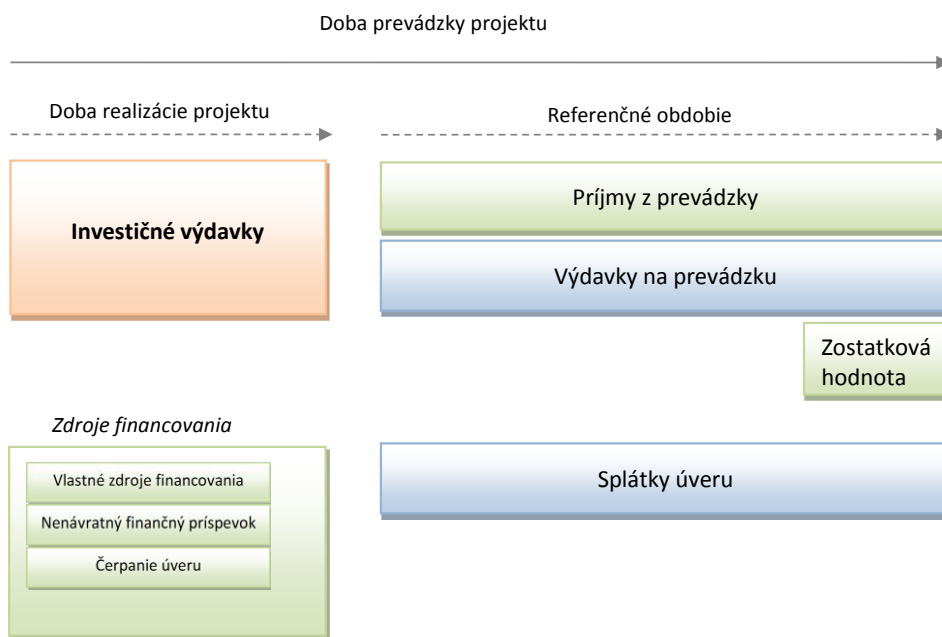 Doba prevádzky projektu
Doba realizácie projektu
Referenčné obdobie
Investičné výdavky
Príjmy z prevádzky
Výdavky na prevádzku
Zostatková
hodnota
Zdroje financovania
Vlastné zdroje financovania
Nenávratný finančný príspevok
Čerpanie úveru
Splátky úveru